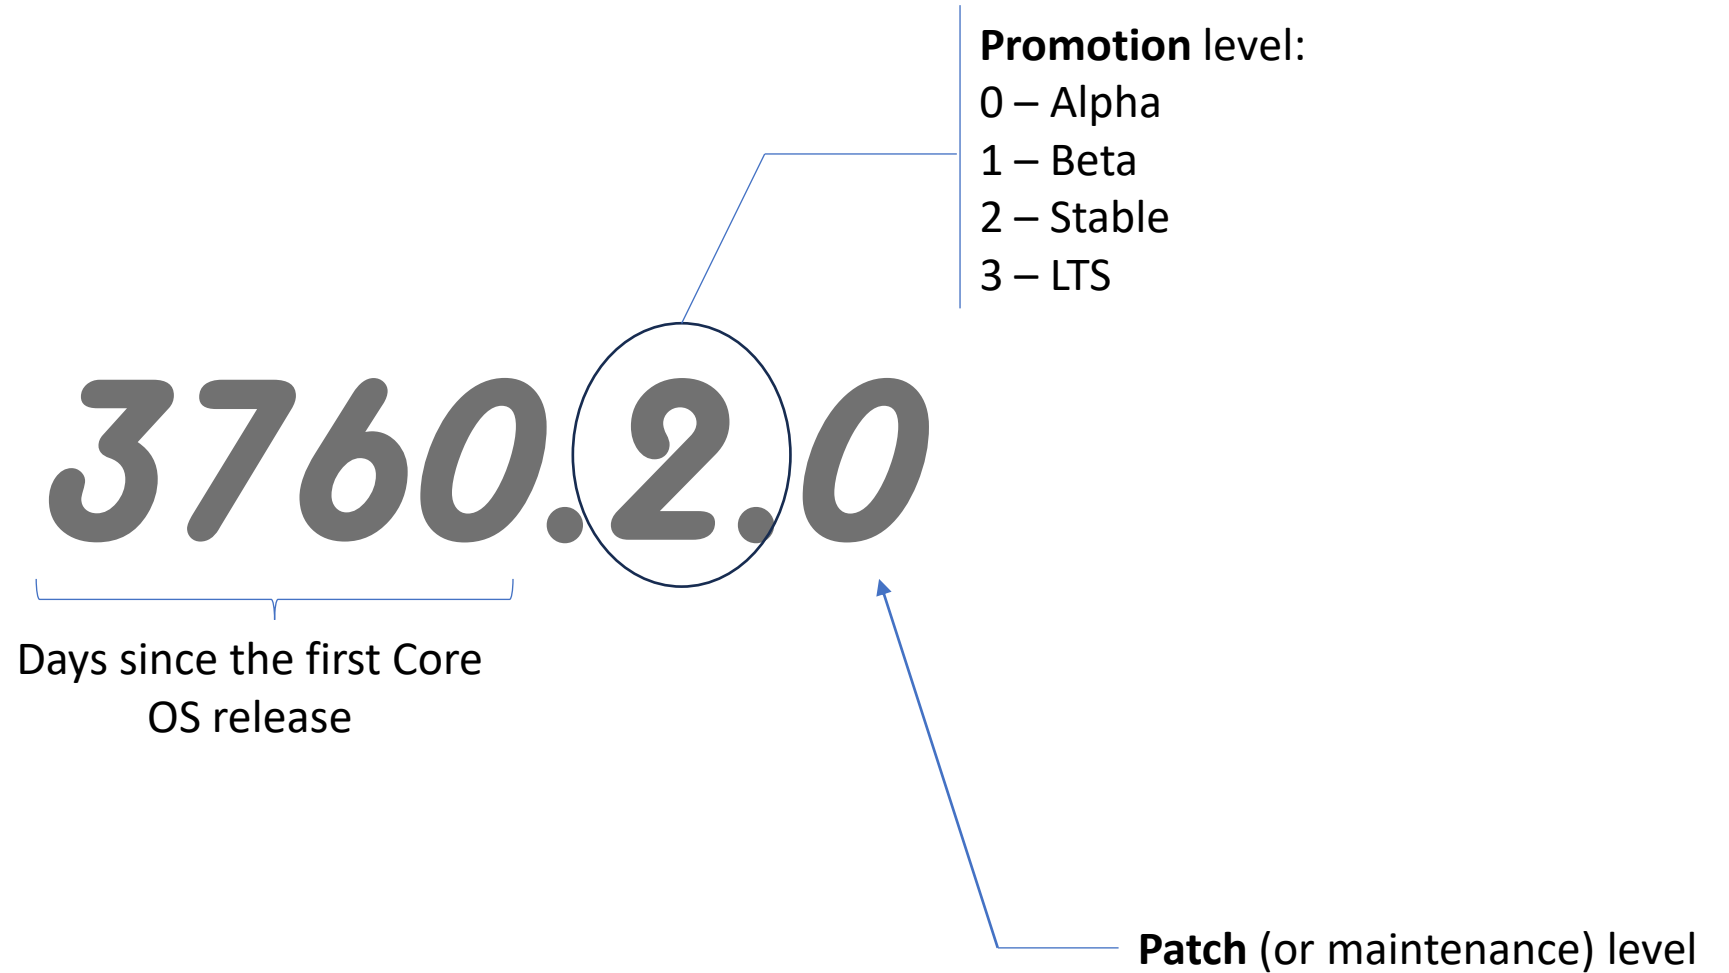 Promotion level:
0 – Alpha
1 – Beta
2 – Stable
3 – LTS
3760.2.0
Days since the first Core
OS release
Patch (or maintenance) level